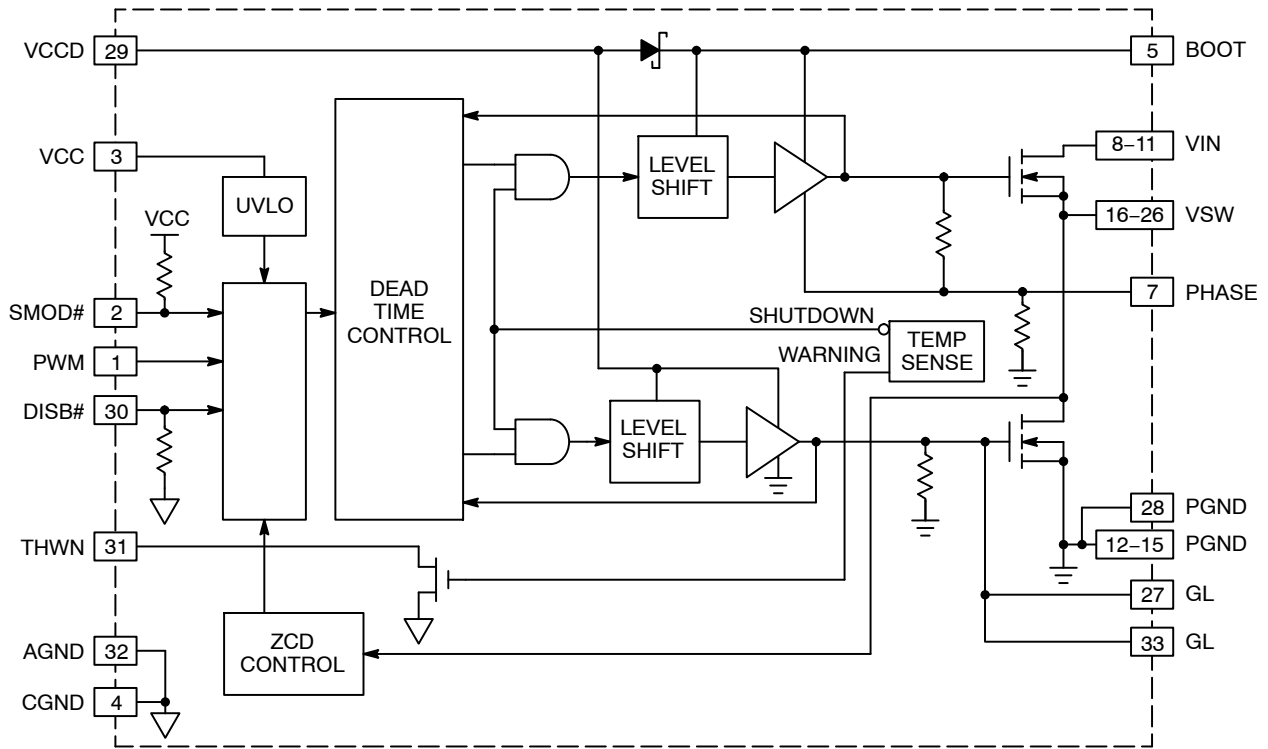 VCCD 29
5 BOOT
VCC 3
8–11 VIN
LEVEL
SHIFT
UVLO
VCC
16–26 VSW
DEAD
TIME
CONTROL
7 PHASE
SMOD# 2
SHUTDOWN
TEMP
SENSE
WARNING
PWM 1
DISB# 30
LEVEL
SHIFT
28 PGND
THWN 31
12–15 PGND
27 GL
ZCD
CONTROL
33 GL
AGND 32
CGND 4